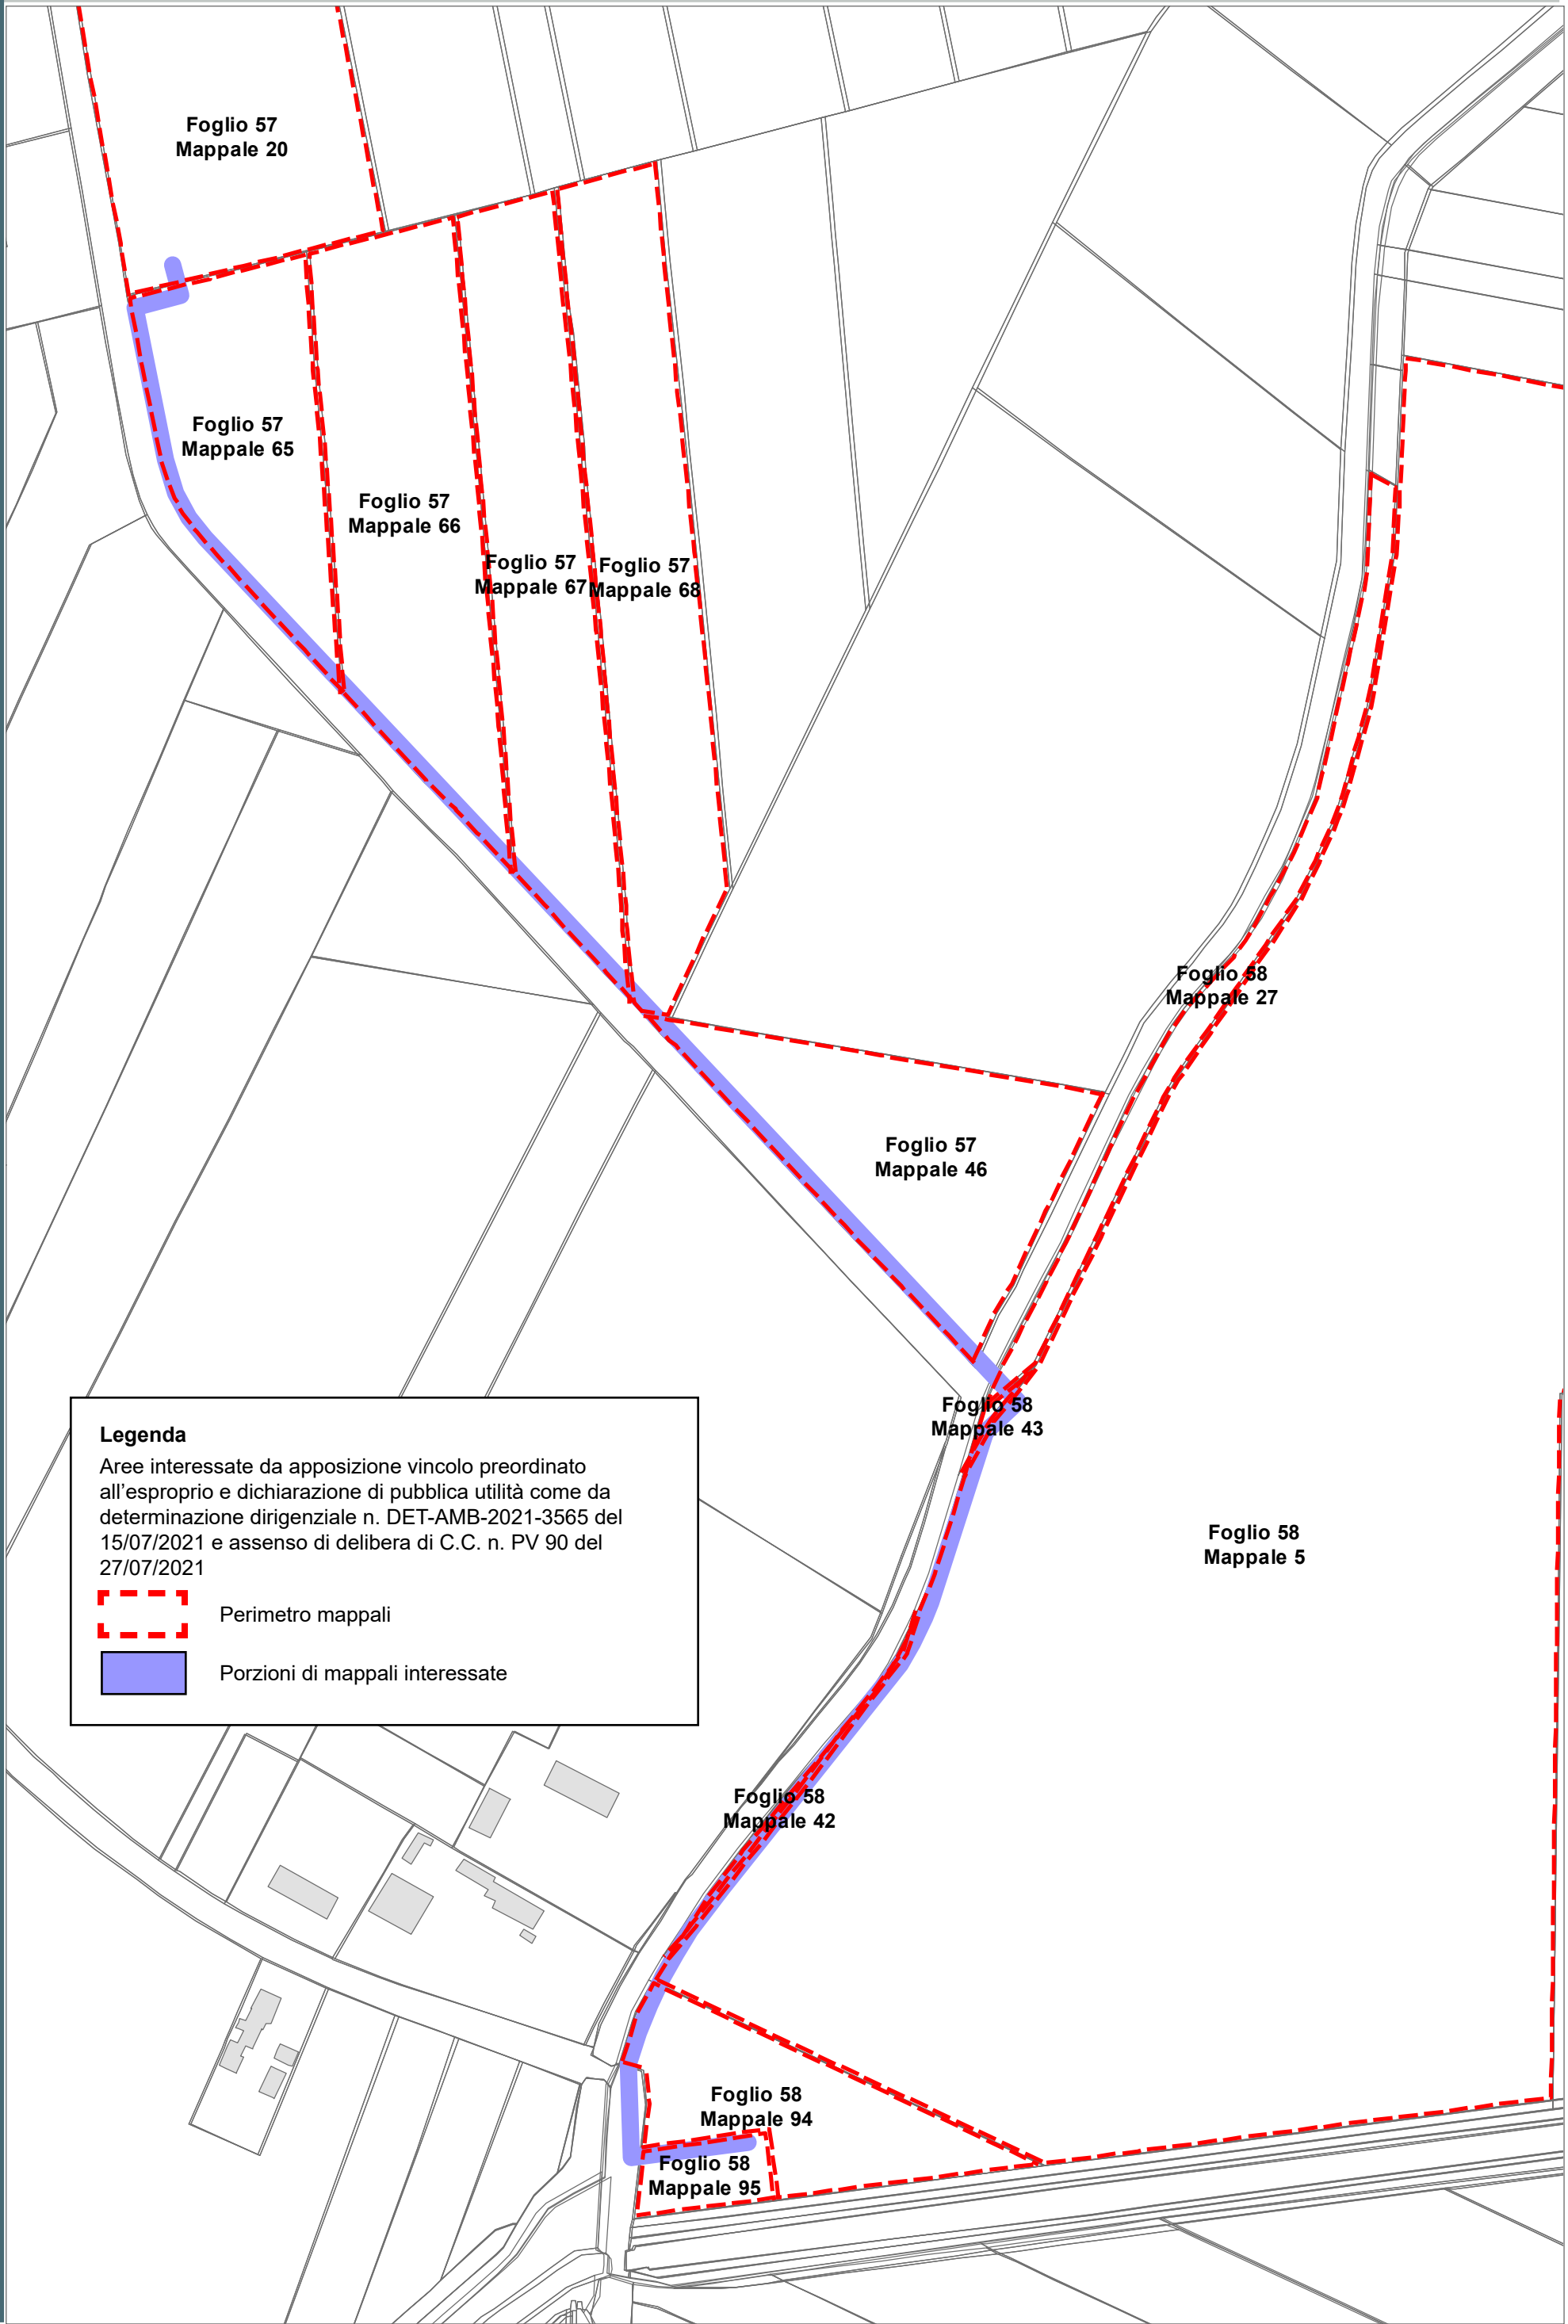 Foglio 57
Mappale 20
Foglio 57
Mappale 65
Foglio 57
Mappale 66
Foglio 57
Mappale 67
Foglio 57
Mappale 68
Foglio 58
Mappale 27
Foglio 57
Mappale 46
Foglio 58
Mappale 43
Legenda
Aree interessate da apposizione vincolo preordinato
all'esproprio e dichiarazione di pubblica utilità come da
determinazione dirigenziale n. DET-AMB-2021-3565 del
15/07/2021 e assenso di delibera di C.C. n. PV 90 del
27/07/2021
Perimetro mappali
Porzioni di mappali interessate
Foglio 58
Mappale 5
Foglio 58
Mappale 42
Foglio 58
Mappale 94
Foglio 58
Mappale 95